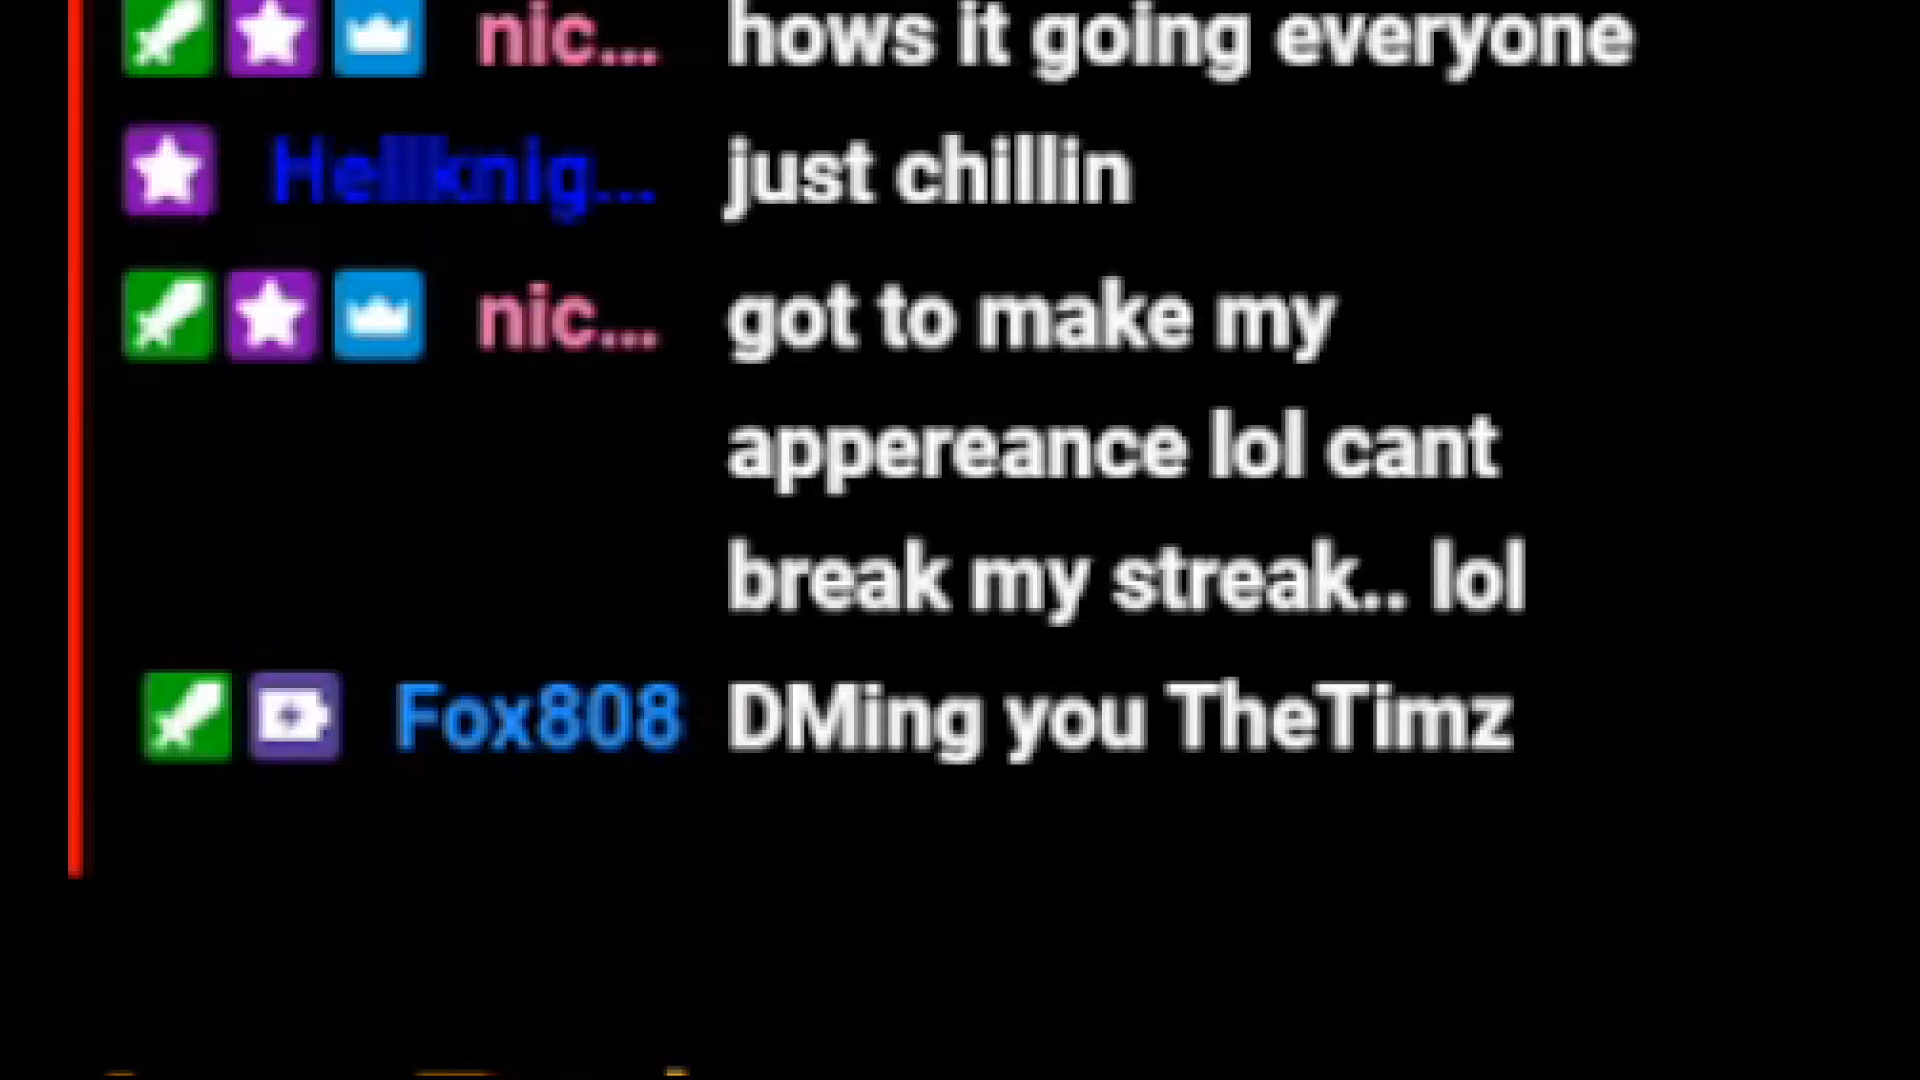 nic... hows it going everyone
Hellknig... just chillin
nic... got to make my
appereance lol cant
break my streak.. lol
Fox808 DMing you TheTimz